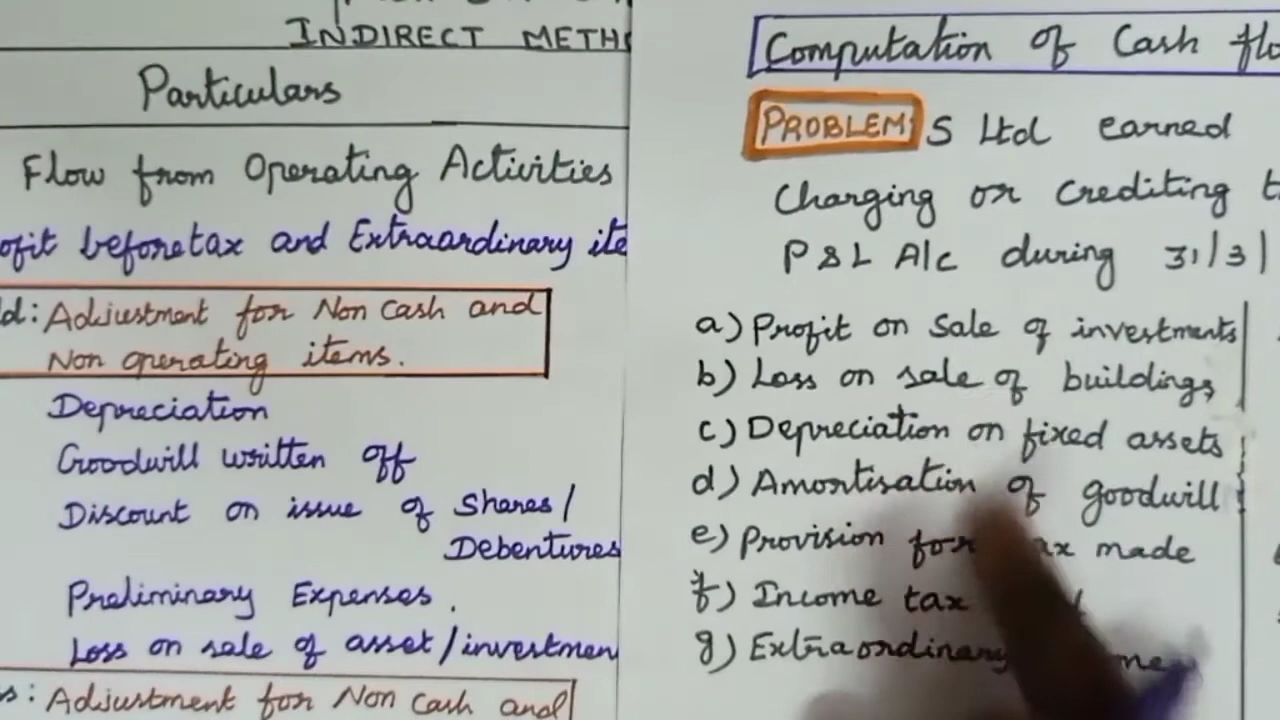 INDIRECT METH
Particulars
Flow from Operating Activities
ofit before tax and Extraordinary ite
d: Adjustment for Non cash and
Non operating items.
Depreciation
Goodwill written off
Discount on issue of Shares/
Debentures
Preliminary Expenses.
Loss on sale of asset/investmen
s: Adjustment for Non Cash and
Computation of Cash flo
PROBLEM: S Ltd earned
Charging or crediting t
P & L A/c during 31/3/
a) Profit on Sale of investments
b) Loss on sale of buildings
c) Depreciation on fixed assets
d) Amortisation of goodwill
e) Provision for ax made
f) Income tax
g) Extraordinary